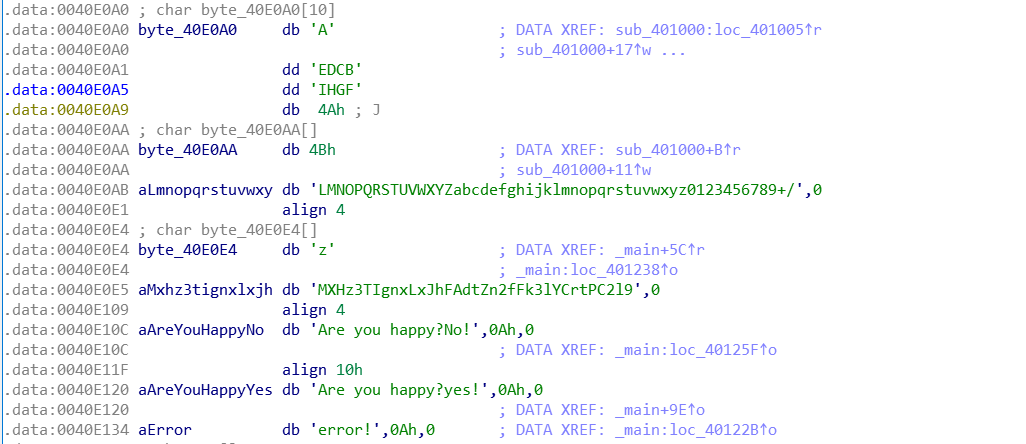 .data:0040E0A0 ; char byte_40E0A0[10]
.data:0040E0A0 byte_40E0A0 db 'A' ; DATA XREF: sub_401000:loc_401005↑r
.data:0040E0A0 ; sub_401000+17↑w ...
.data:0040E0A1 dd 'EDCB'
.data:0040E0A5 dd 'IHGF'
.data:0040E0A9 db 4Ah ; J
.data:0040E0AA ; char byte_40E0AA[]
.data:0040E0AA byte_40E0AA db 4Bh ; DATA XREF: sub_401000+B↑r
.data:0040E0AA ; sub_401000+11↑w
.data:0040E0AB aLmnopqrstuvwxy db 'LMNOPQRSTUVWXYZabcdefghijklmnopqrstuvwxyz0123456789+/',0
.data:0040E0E1 align 4
.data:0040E0E4 ; char byte_40E0E4[]
.data:0040E0E4 byte_40E0E4 db 'z' ; DATA XREF: _main+5C↑r
.data:0040E0E4 ; _main:loc_401238↑o
.data:0040E0E5 aMxhz3tignxlxjh db 'MXHz3TIgnxLxJhFAdtZn2fFk3lYCrtPC2l9',0
.data:0040E109 align 4
.data:0040E10C aAreYouHappyNo db 'Are you happy?No!',0Ah,0
.data:0040E10C ; DATA XREF: _main:loc_40125F↑o
.data:0040E11F align 10h
.data:0040E120 aAreYouHappyYes db 'Are you happy?yes!',0Ah,0
.data:0040E120 ; DATA XREF: _main+9E↑o
.data:0040E134 aError db 'error!',0Ah,0 ; DATA XREF: _main:loc_40122B↑o